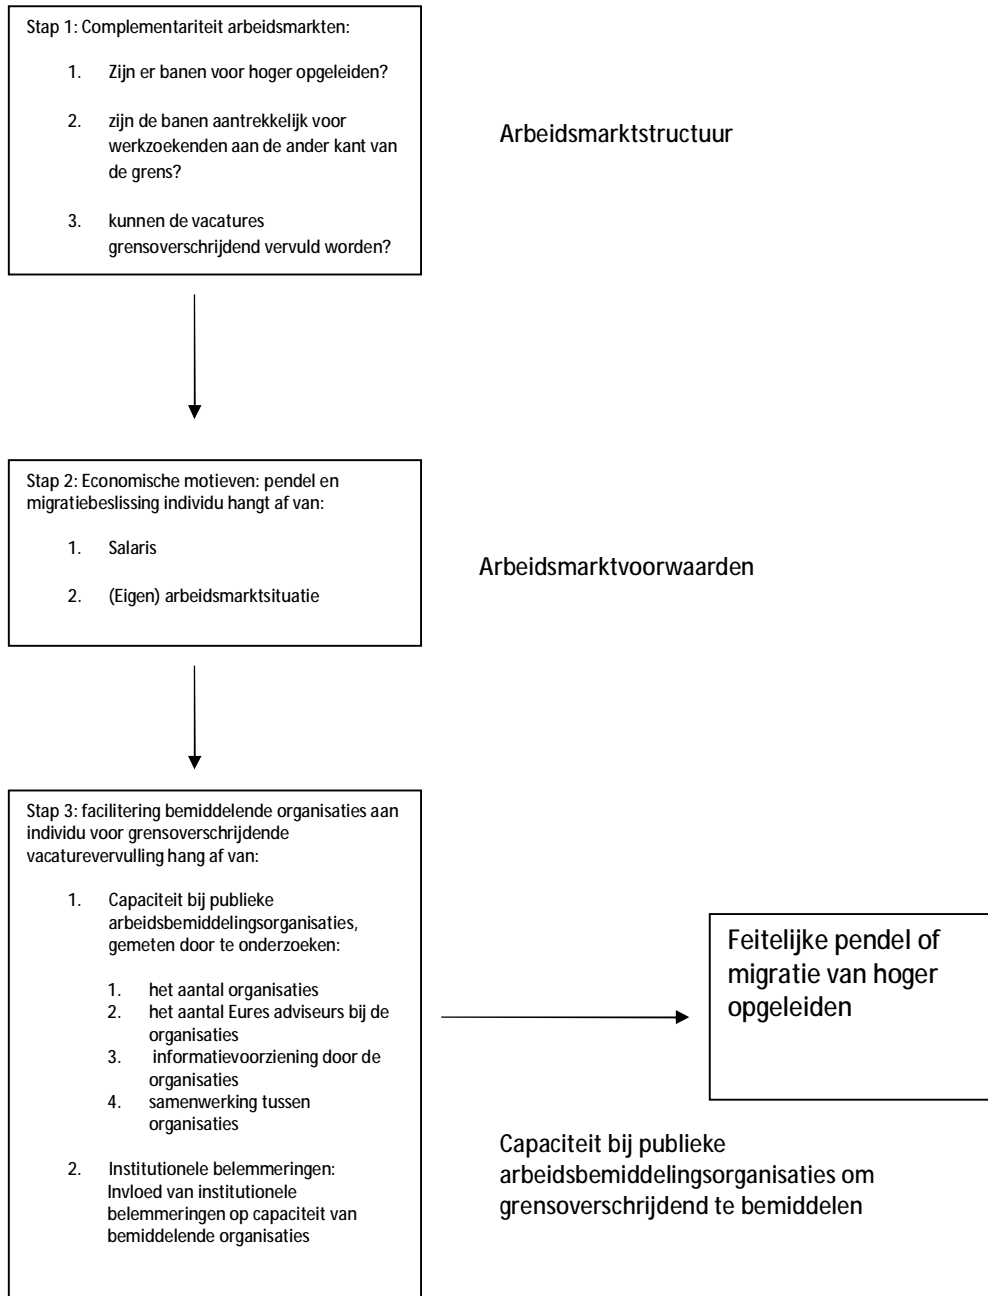 Stap 1: Complementariteit arbeidsmarkten:
1. Zijn er banen voor hoger opgeleiden?
2. zijn de banen aantrekkelijk voor
werkzoekenden aan de ander kant van
de grens?
3. kunnen de vacatures
grensoverschrijdend vervuld worden?
Arbeidsmarktstructuur
Stap 2: Economische motieven: pendel en
migratiebeslissing individu hangt af van:
1. Salaris
2. (Eigen) arbeidsmarktsituatie
Arbeidsmarktvoorwaarden
Stap 3: facilitering bemiddelende organisaties aan
individu voor grensoverschrijdende
vacaturevervulling hang af van:
1. Capaciteit bij publieke
arbeidsbemiddelingsorganisaties,
gemeten door te onderzoeken:
1. het aantal organisaties
2. het aantal Eures adviseurs bij de
organisaties
3. informatievoorziening door de
organisaties
4. samenwerking tussen
organisaties
2. Institutionele belemmeringen:
Invloed van institutionele
belemmeringen op capaciteit van
bemiddelende organisaties
Feitelijke pendel of
migratie van hoger
opgeleiden
Capaciteit bij publieke
arbeidsbemiddelingsorganisaties om
grensoverschrijdend te bemiddelen